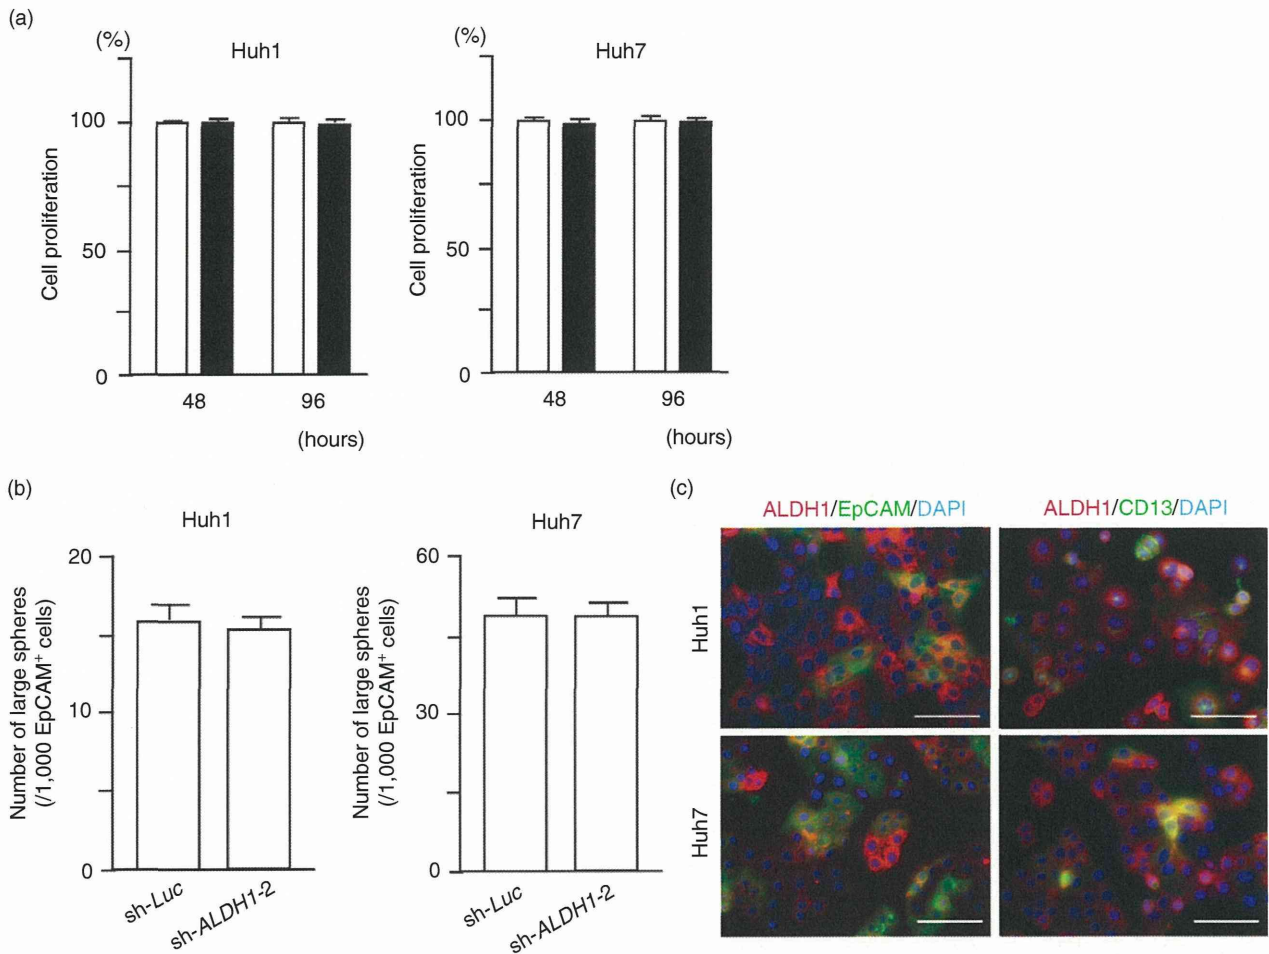 (a)
(%)
Huh1
100
50
0
Cell proliferation
48
96
(hours)
(%)
Huh7
100
50
0
Cell proliferation
48
96
(hours)
(b)
Huh1
20
10
0
Number of large spheres
(/1,000 EpCAM⁺ cells)
sh-Luc
sh-ALDH1-2
Huh7
60
30
0
Number of large spheres
(/1,000 EpCAM⁺ cells)
sh-Luc
sh-ALDH1-2
(c)
ALDH1/EpCAM/DAPI
ALDH1/CD13/DAPI
Huh1
Huh7